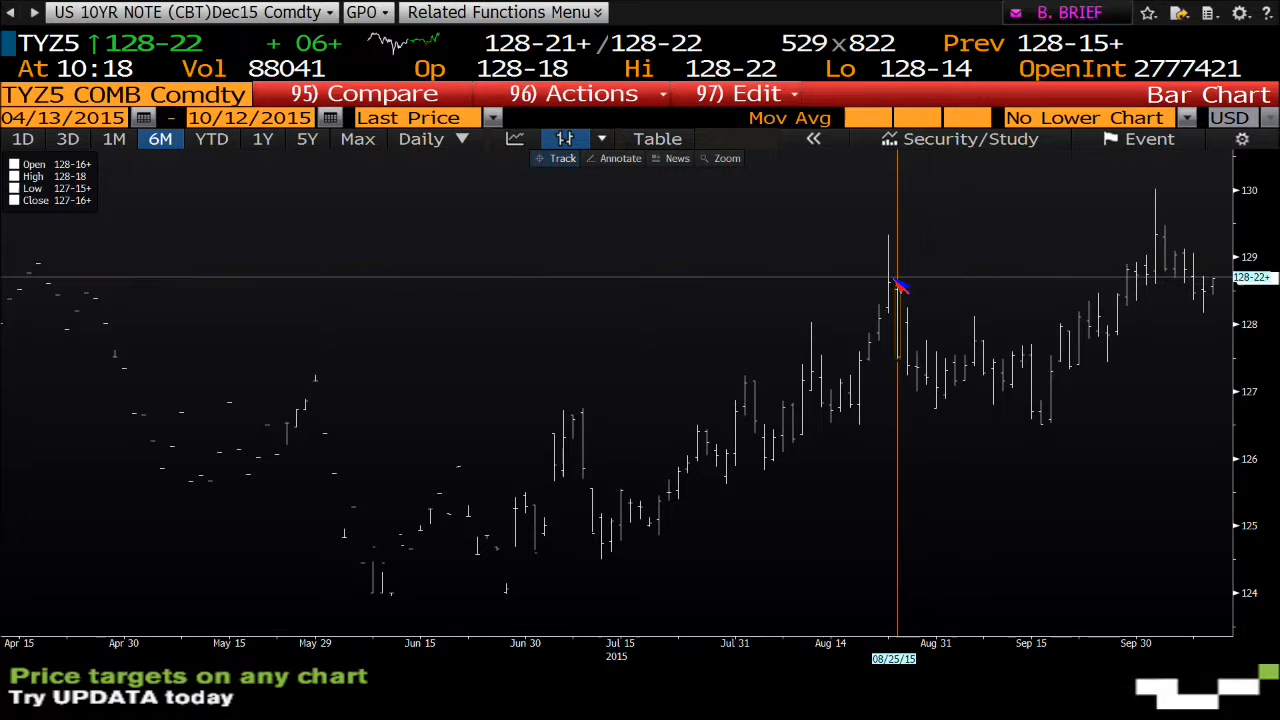 US 10YR NOTE (CBT)Dec15 Comdty GPO Related Functions Menu B. BRIEF
TYZ5 ↑128-22 + 06+ 128-21+/128-22 529x822 Prev 128-15+
At 10:18 Vol 88041 Op 128-18 Hi 128-22 Lo 128-14 OpenInt 2777421
TYZ5 COMB Comdty 95) Compare 96) Actions 97) Edit Bar Chart
04/13/2015 - 10/12/2015 Last Price Mov Avg No Lower Chart USD
1D 3D 1M 6M YTD 1Y 5Y Max Daily Table Security/Study Event
Track Annotate News Zoom
Open 128-16+
High 128-18
Low 127-15+
Close 127-16+
130
129
128-22+
128
127
126
125
124
Apr 15 Apr 30 May 15 May 29 Jun 15 Jun 30 Jul 15 Jul 31 Aug 14 Aug 31 Sep 15 Sep 30
2015 08/25/15
Price targets on any chart
Try UPDATA today